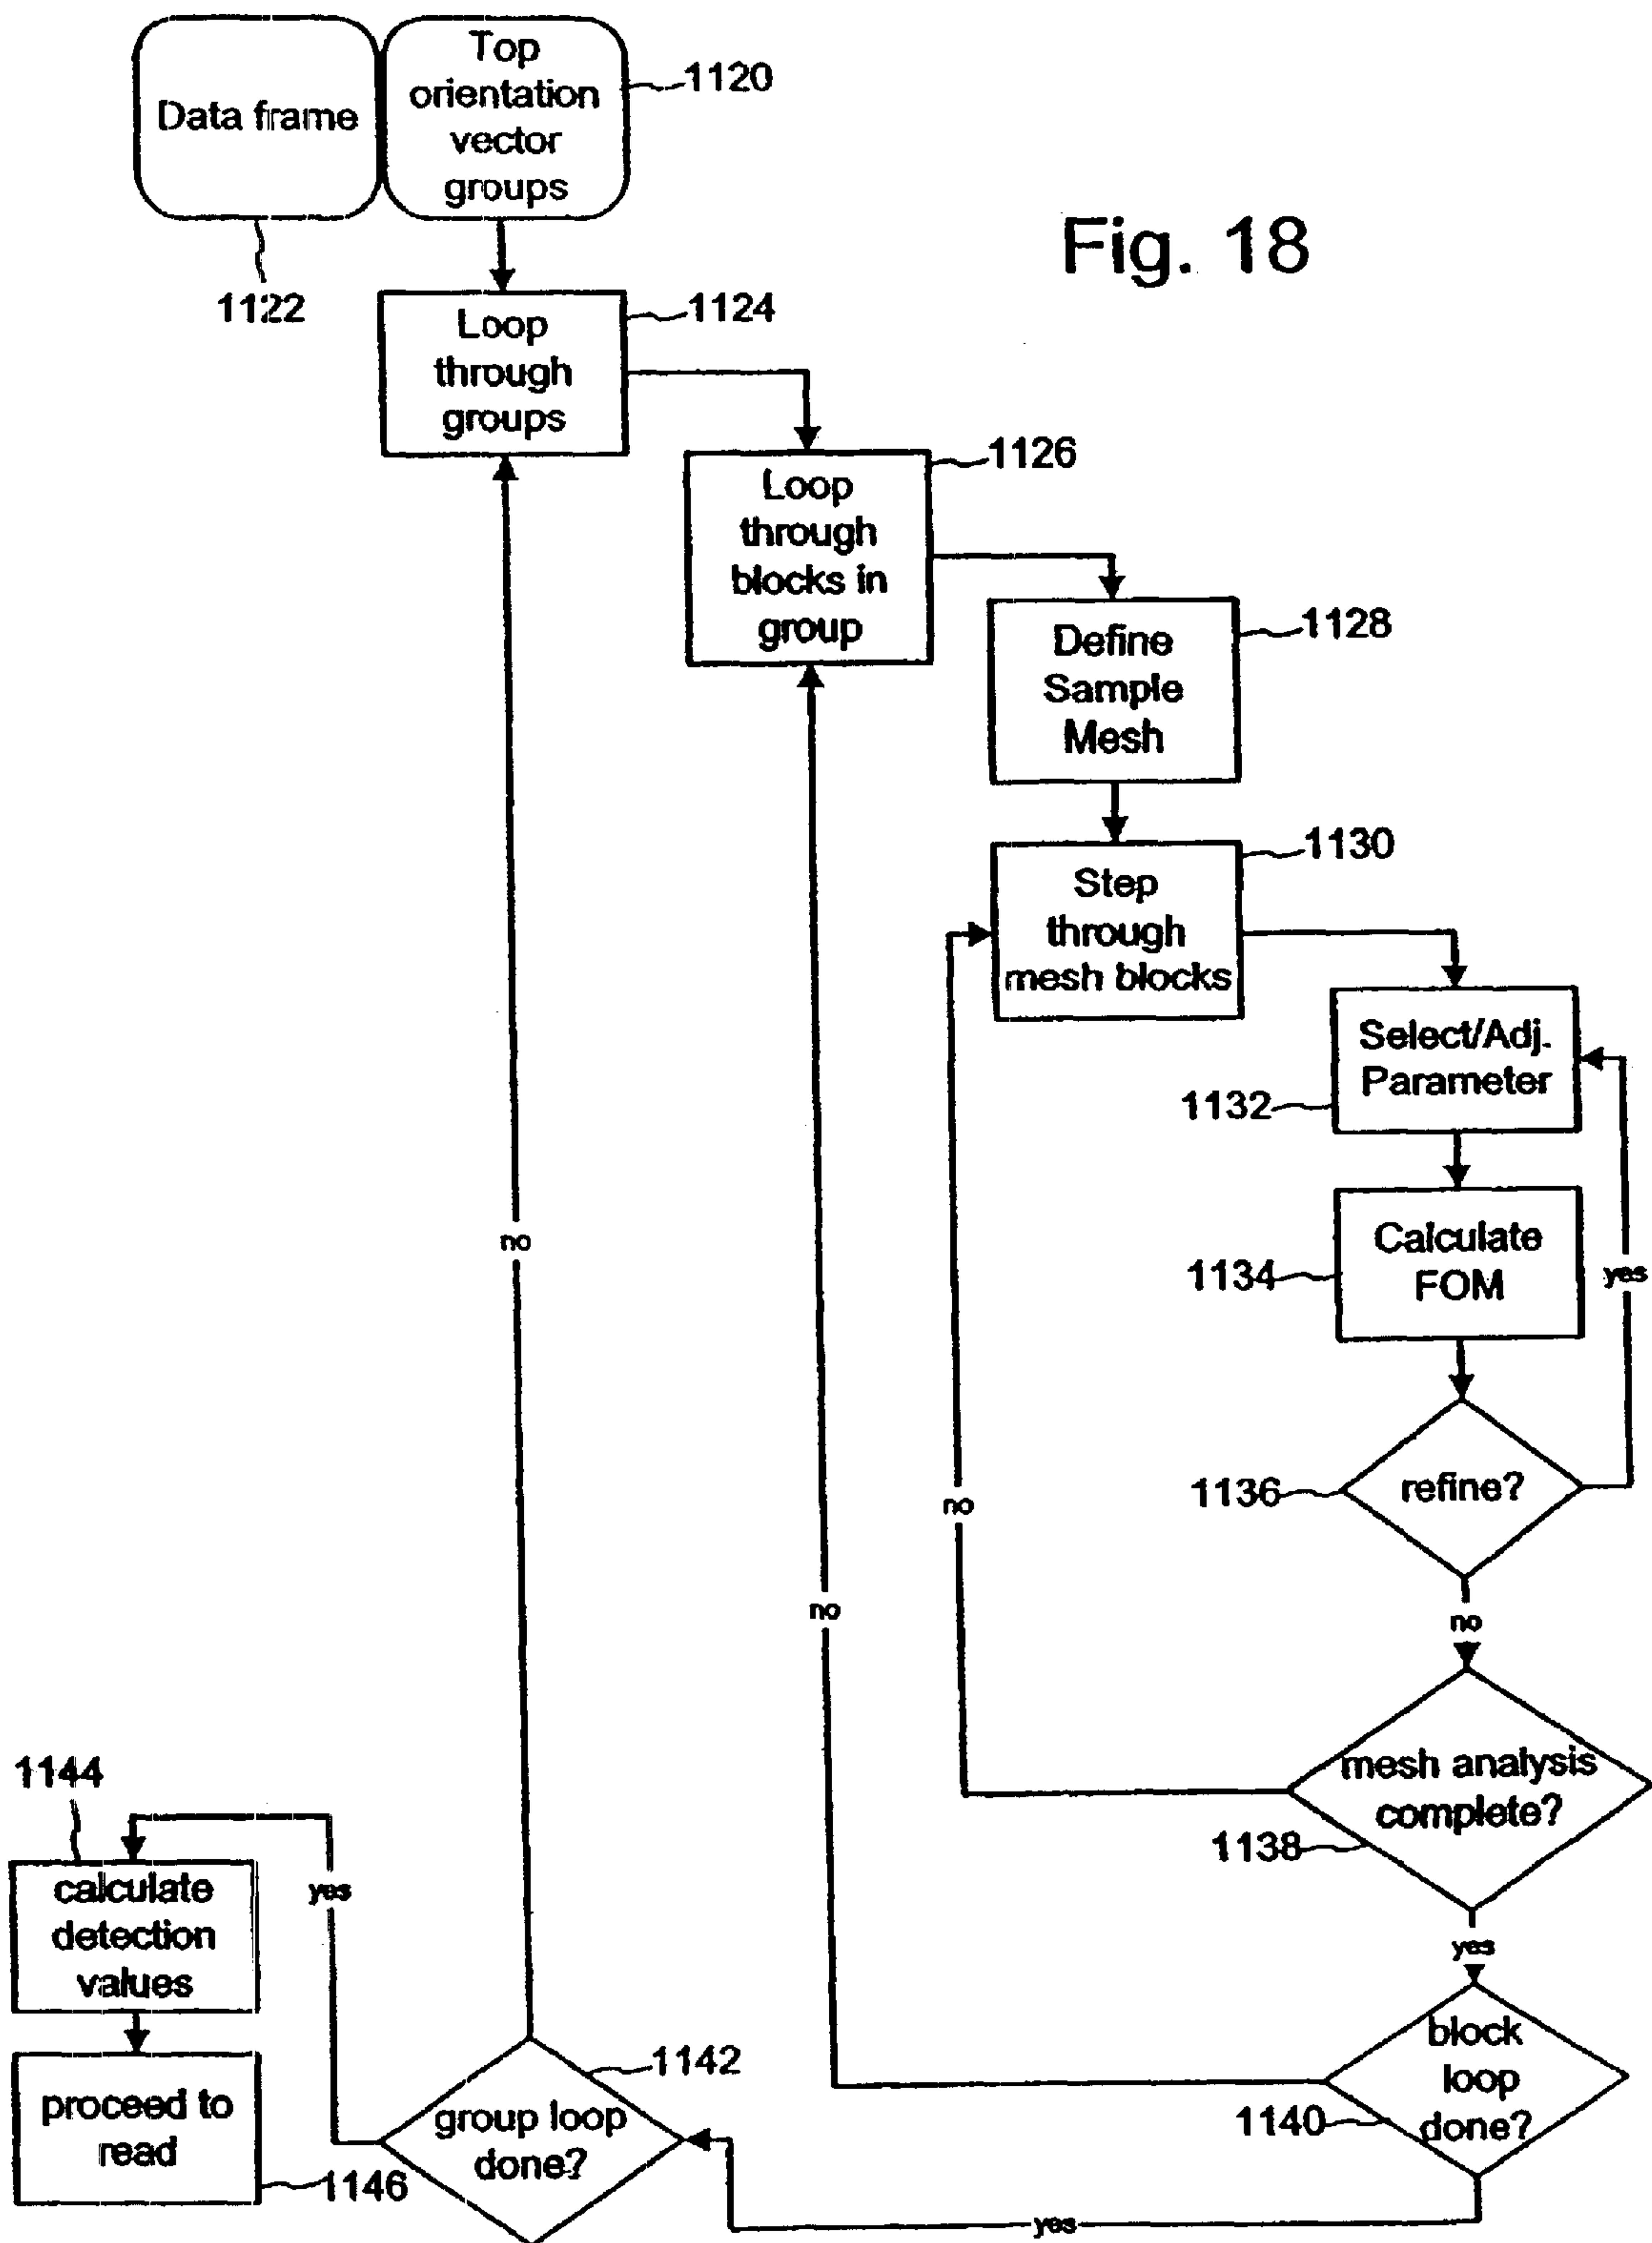 Data frame
Top
orientation
vector
groups
1120
1122
Fig. 18
Loop
through
groups
1124
Loop
through
blocks in
group
1126
Define
Sample
Mesh
1128
Step
through
mesh blocks
1130
Select/Adj.
Parameter
1132
Calculate
FOM
1134
yes
refine?
1136
no
no
no
no
mesh analysis
complete?
1138
yes
block
loop
done?
1140
yes
group loop
done?
1142
yes
1144
calculate
detection
values
proceed to
read
1146